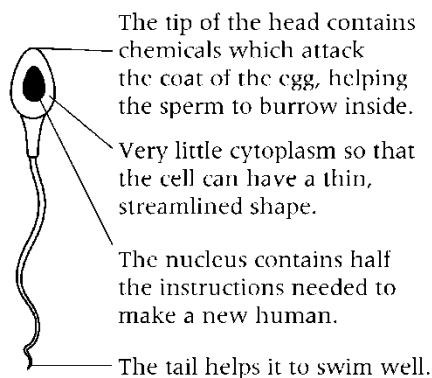 The tip of the head contains
chemicals which attack
the coat of the egg, helping
the sperm to burrow inside.
Very little cytoplasm so that
the cell can have a thin,
streamlined shape.
The nucleus contains half
the instructions needed to
make a new human.
The tail helps it to swim well.